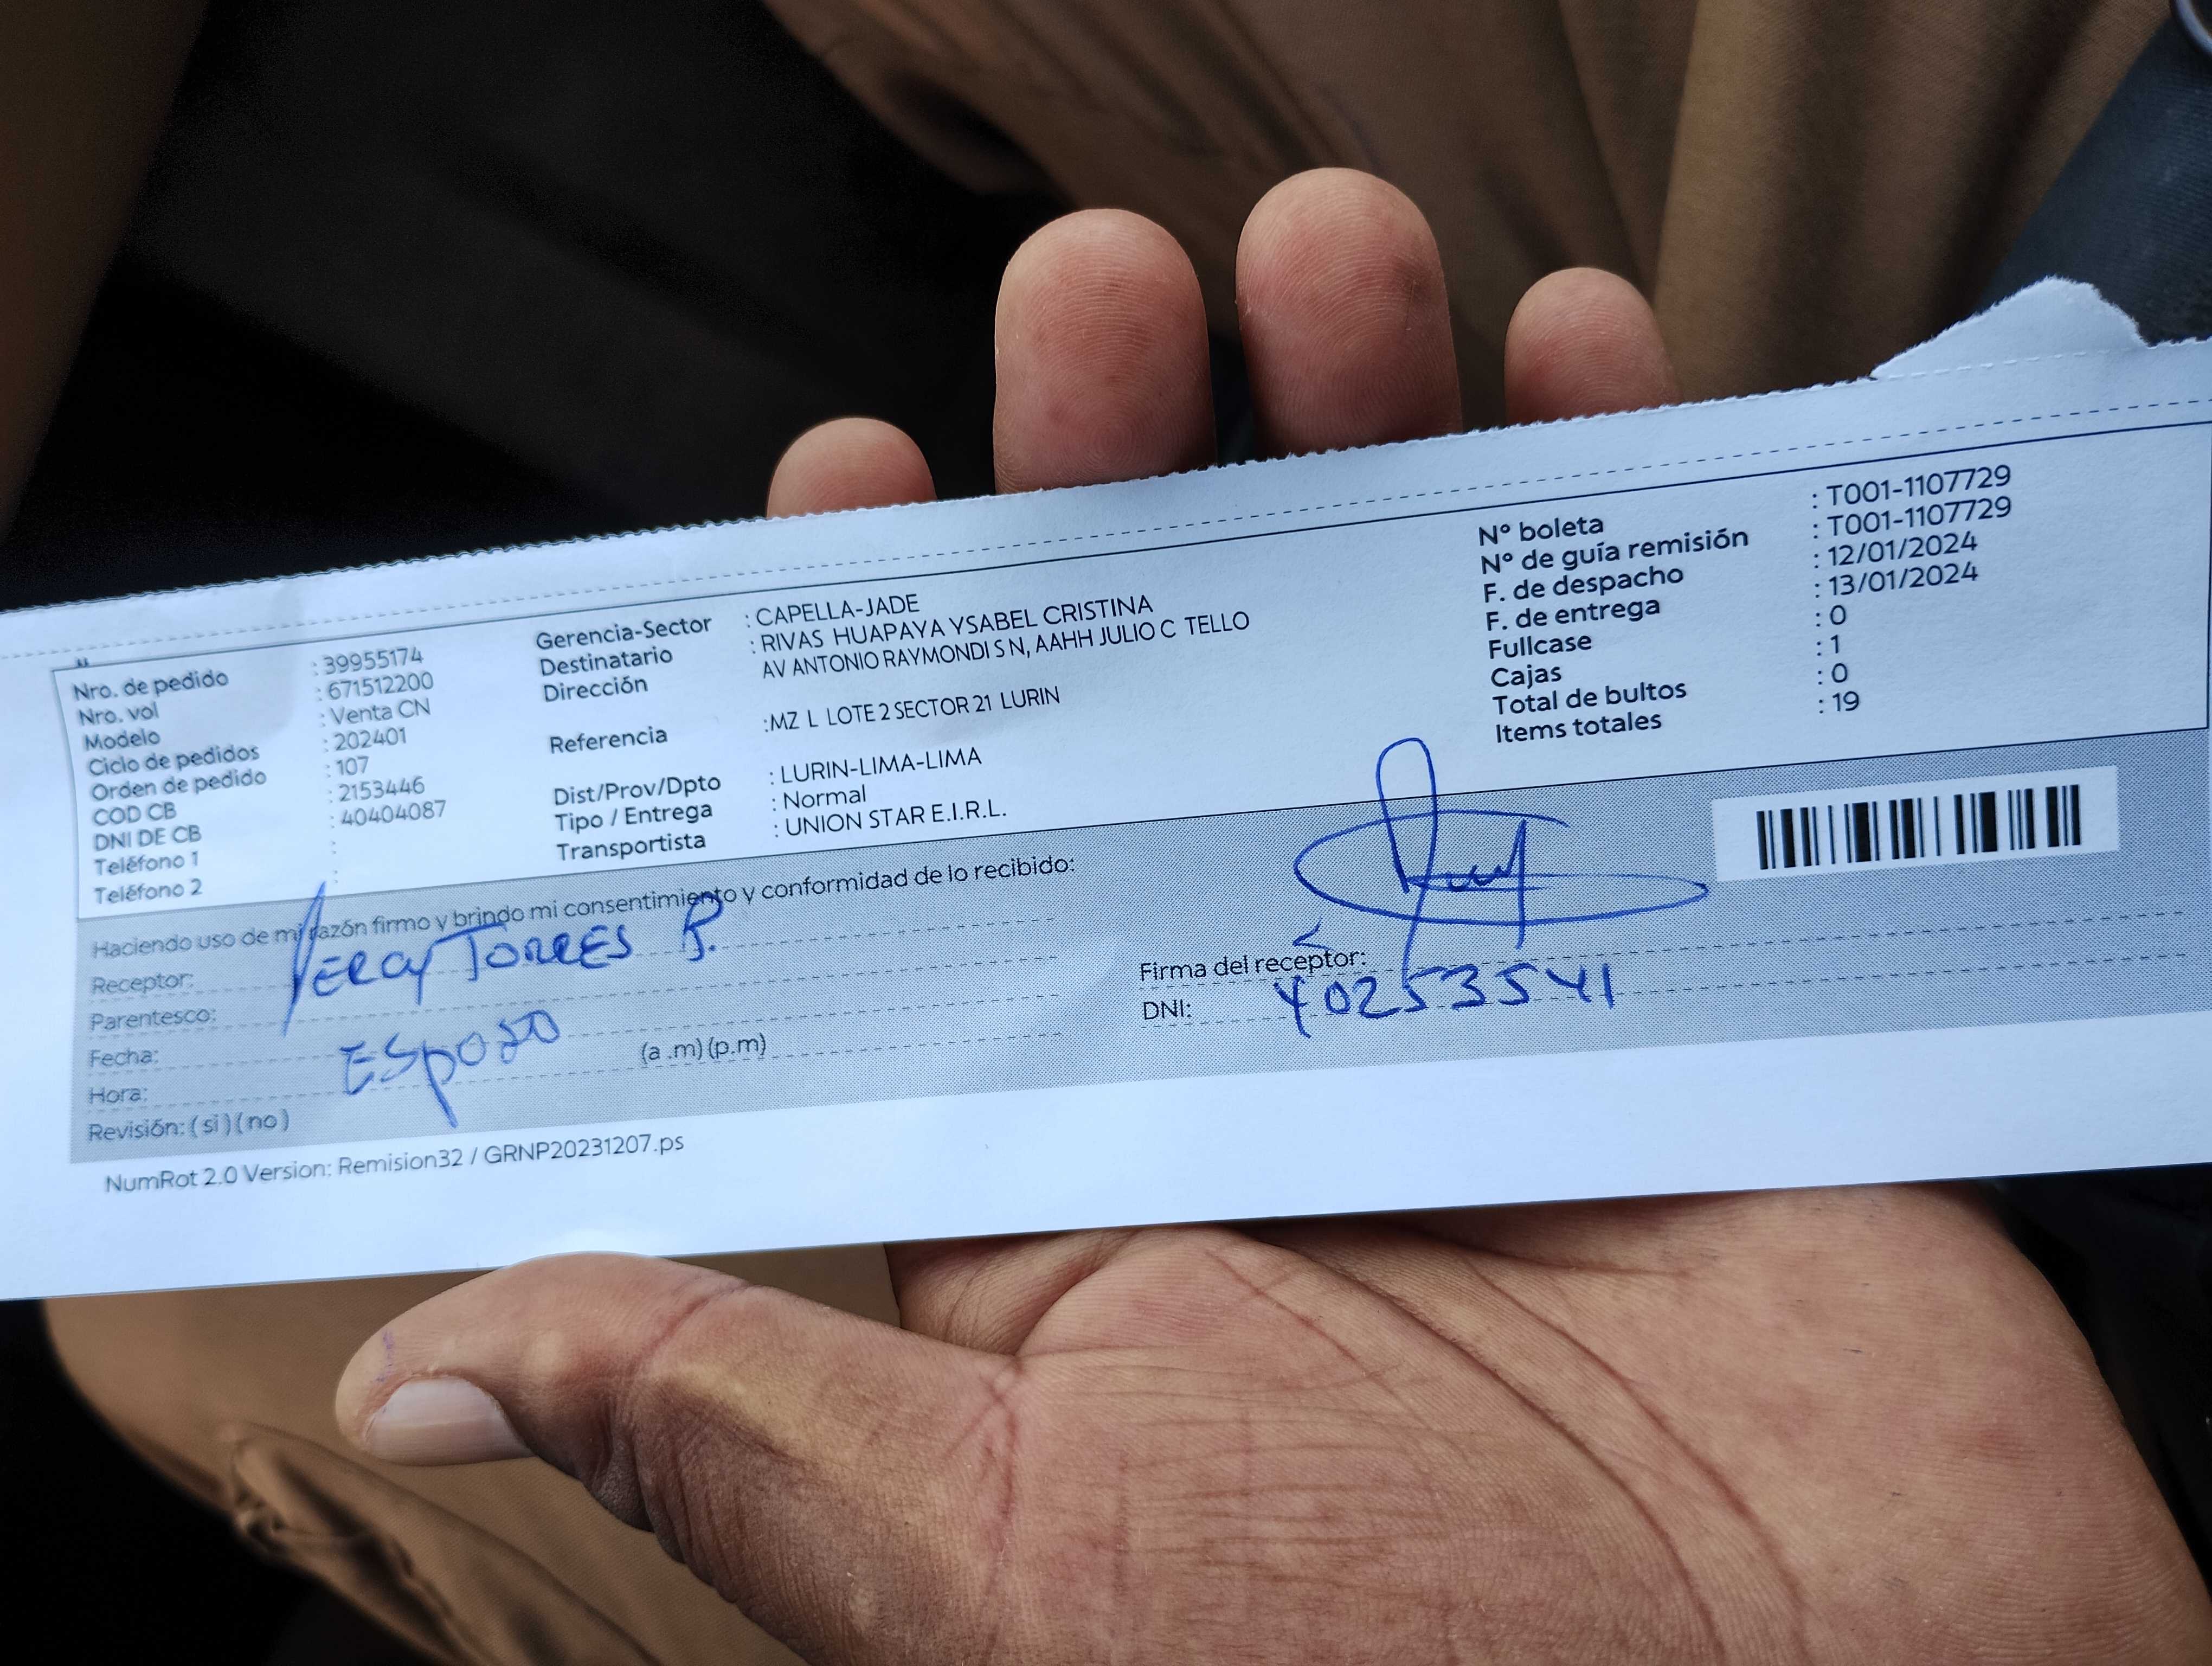 Nro. de pedido : 39955174
Nro. vol : 671512200
Modelo : Venta CN
Ciclo de pedidos : 202401
Orden de pedido : 107
COD CB : 2153446
DNI DE CB : 40404087
Teléfono 1 :
Teléfono 2 :
Gerencia-Sector : CAPELLA-JADE
Destinatario : RIVAS HUAPAYA YSABEL CRISTINA
Dirección : AV ANTONIO RAYMONDI S N, AAHH JULIO C TELLO
Referencia :MZ L LOTE 2 SECTOR 21 LURIN
Dist/Prov/Dpto : LURIN-LIMA-LIMA
Tipo / Entrega : Normal
Transportista : UNION STAR E.I.R.L.
Nº boleta : T001-1107729
Nº de guía remisión : T001-1107729
F. de despacho : 12/01/2024
F. de entrega : 13/01/2024
Fullcase : 0
Cajas : 1
Total de bultos : 0
Items totales : 19
Haciendo uso de mi razón firmo y brindo mi consentimiento y conformidad de lo recibido:
Receptor: TORRES
Parentesco: ESPOSO
Fecha:
Hora: (a .m) (p.m)
Revisión: ( si ) ( no )
Firma del receptor:
DNI: 40253541
NumRot 2.0 Version: Remision32 / GRNP20231207.ps